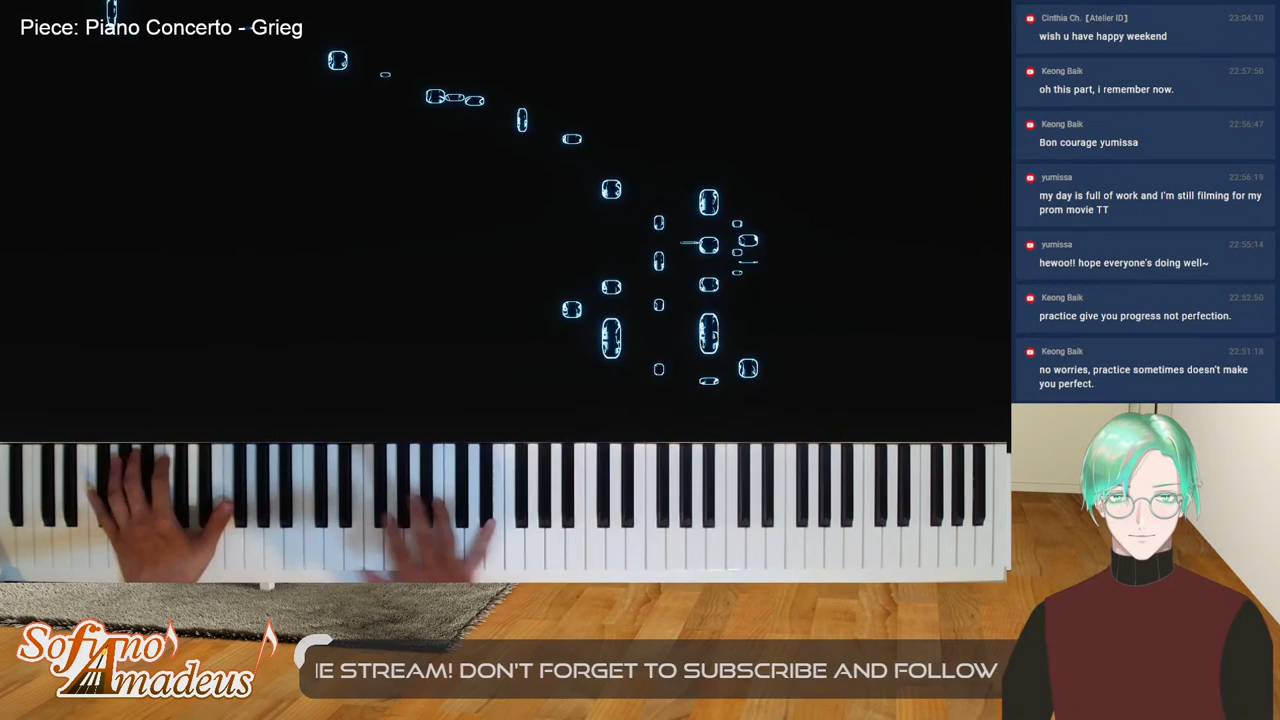 Piece: Piano Concerto - Grieg
Cinthia Ch.【Atelier ID】 23:04:10
wish u have happy weekend
Keong Baik 22:57:50
oh this part, i remember now.
Keong Baik 22:56:47
Bon courage yumissa
yumissa 22:56:19
my day is full of work and I'm still filming for my
prom movie TT
yumissa 22:55:14
hewoo!! hope everyone's doing well~
Keong Baik 22:52:50
practice give you progress not perfection.
Keong Baik 22:51:18
no worries, practice sometimes doesn't make
you perfect.
Sofiano
Amadeus
IE STREAM! DON'T FORGET TO SUBSCRIBE AND FOLLOW